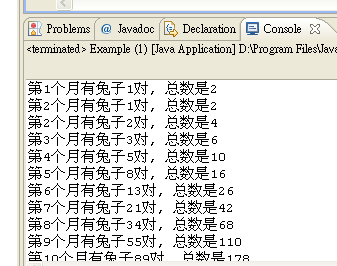 Problems @ Javadoc Declaration Console
<terminated> Example (1) [Java Application] D:\Program Files\Java
第1个月有兔子1对, 总数是2
第2个月有兔子1对, 总数是2
第2个月有兔子2对, 总数是4
第3个月有兔子3对, 总数是6
第4个月有兔子5对, 总数是10
第5个月有兔子8对, 总数是16
第6个月有兔子13对, 总数是26
第7个月有兔子21对, 总数是42
第8个月有兔子34对, 总数是68
第9个月有兔子55对, 总数是110
第10个月有兔子89对, 总数是178